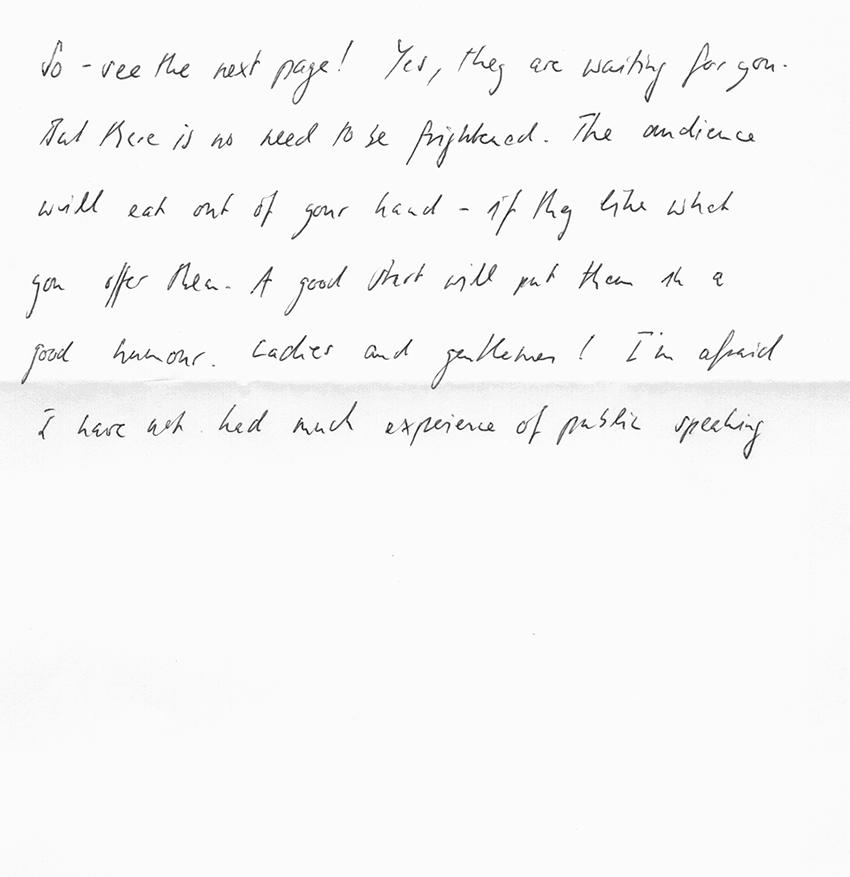 So - see the next page! Yes, they are waiting for you.
But there is no need to be frightened. The audience
will eat out of your hand - if they like what
you offer them. A good start will put them in a
good humour. Ladies and gentlemen! I'm afraid
I have not had much experience of public speaking